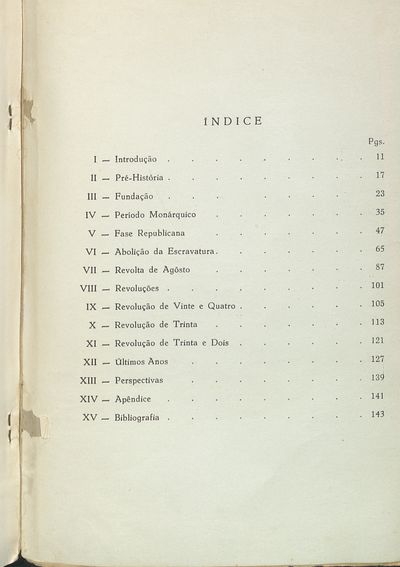 INDICE
Pgs.
I — Introdução . . . . . . . . . 11
II — Pré-História . . . . . . . . . 17
III — Fundação . . . . . . . 23
IV — Período Monárquico . . . . . . . 35
V — Fase Republicana . . . . . . . 47
VI — Abolição da Escravatura . . . . . . . 65
VII — Revolta de Agôsto . . . . . . . 87
VIII — Revoluções . . . . . . . . . 101
IX — Revolução de Vinte e Quatro . . . . . . 105
X — Revolução de Trinta . . . . . . . 113
XI — Revolução de Trinta e Dois . . . . . . 121
XII — Últimos Anos . . . . . . . . 127
XIII — Perspectivas . . . . . . . . 139
XIV — Apêndice . . . . . . . . . 141
XV — Bibliografia . . . . . . . . . 143